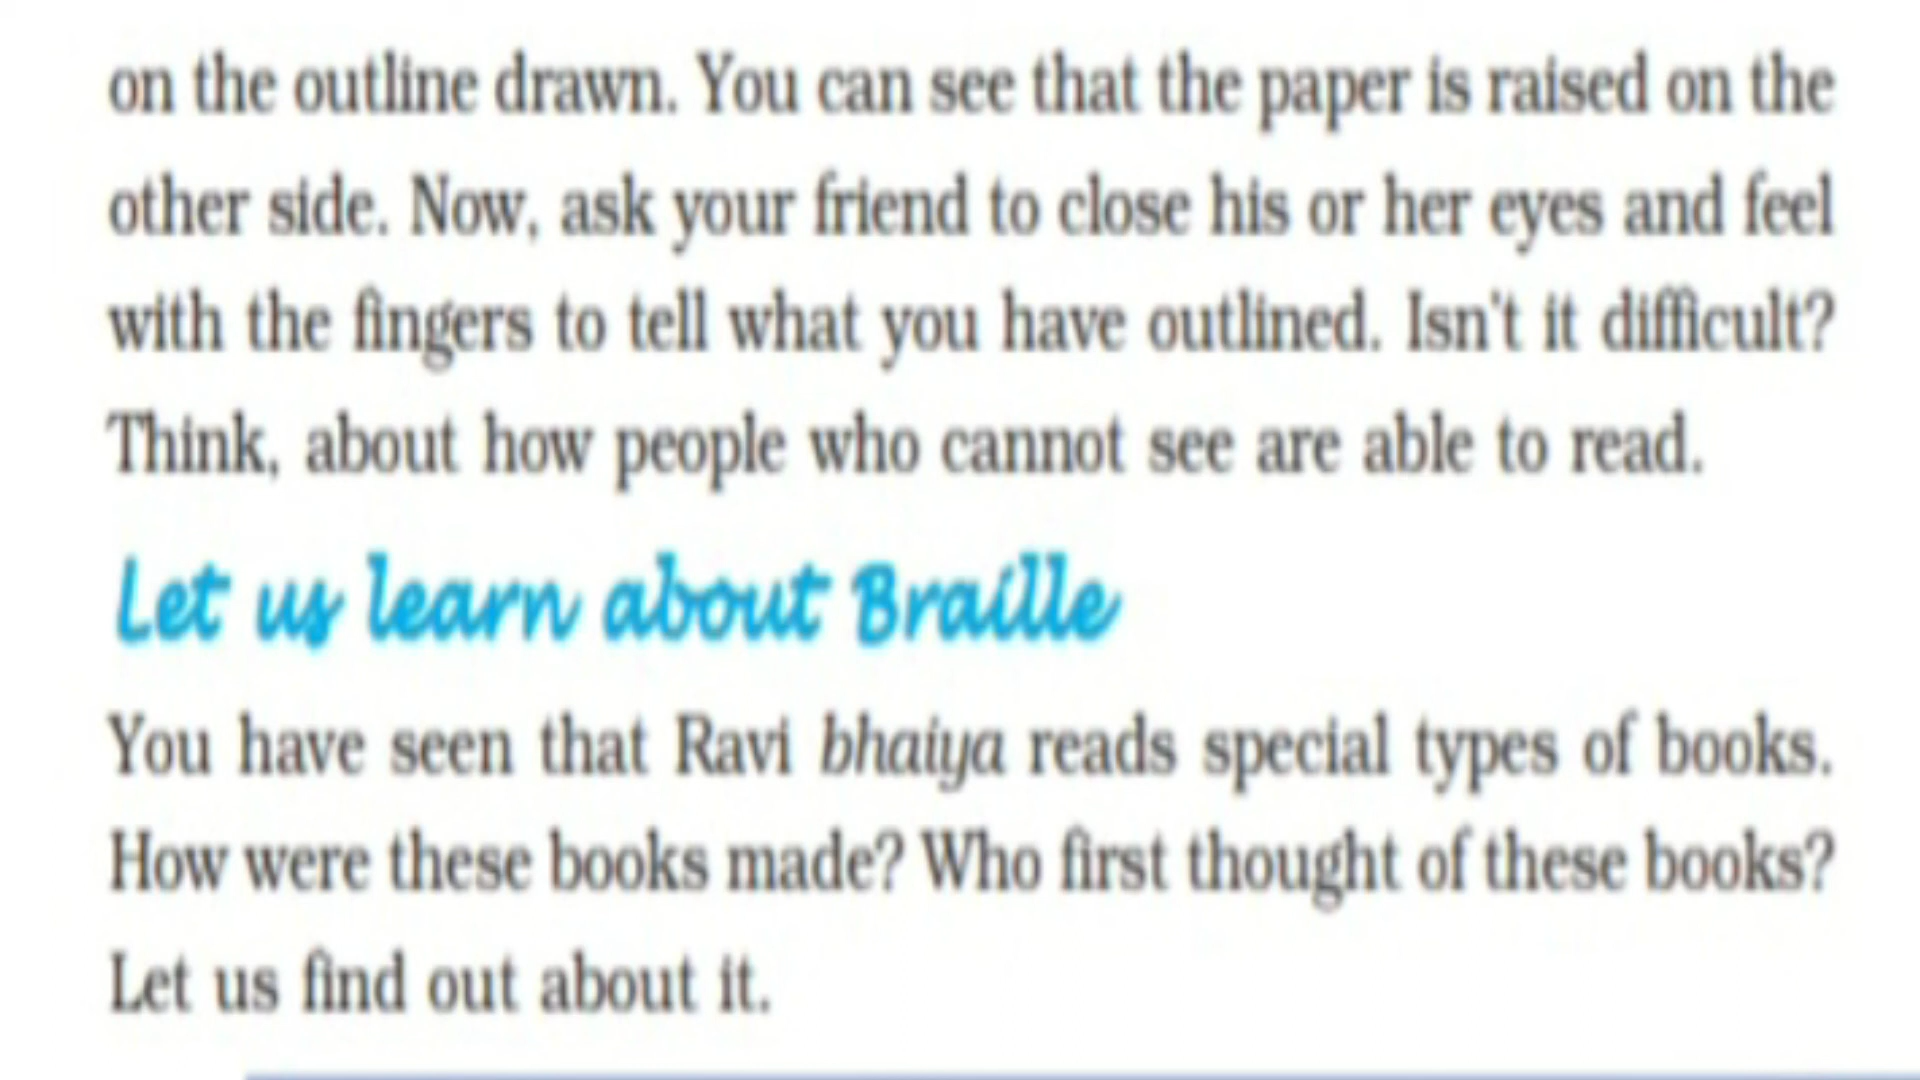 on the outline drawn. You can see that the paper is raised on the
other side. Now, ask your friend to close his or her eyes and feel
with the fingers to tell what you have outlined. Isn't it difficult?
Think, about how people who cannot see are able to read.
Let us learn about Braille
You have seen that Ravi bhaiya reads special types of books.
How were these books made? Who first thought of these books?
Let us find out about it.